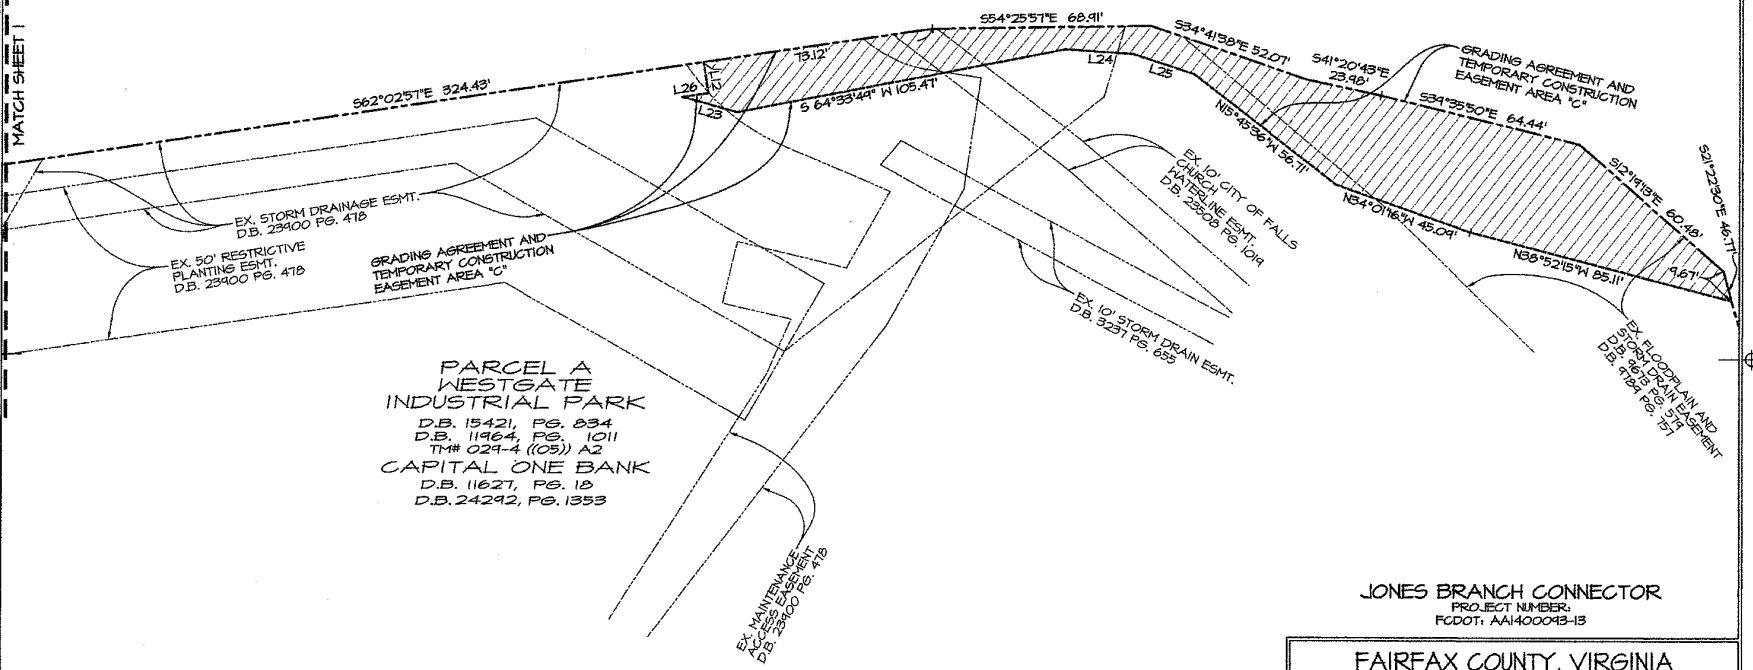 MATCH SHEET 1
S62°02'57"E 324.43'
L26
L27
L23
73.12'
S 64°33'49" W 105.47'
S54°25'57"E 68.91'
L24
L25
S34°41'38"E 52.07'
S41°20'43"E
23.98'
GRADING AGREEMENT AND
TEMPORARY CONSTRUCTION
EASEMENT AREA "C"
S39°35'50"E 64.44'
N15°45'36"W 56.71'
N34°01'16"W 45.09'
N38°52'15"W 85.11'
S12°19'13"E 60.48'
9.67'
S21°22'30"E 46.77'
EX. STORM DRAINAGE ESMT.
D.B. 23900 PG. 478
EX. 50' RESTRICTIVE
PLANTING ESMT.
D.B. 23900 PG. 478
GRADING AGREEMENT AND
TEMPORARY CONSTRUCTION
EASEMENT AREA "C"
EX. 10' CITY OF FALLS
CHURCH
WATERLINE ESMT.
D.B. 23508 PG. 1019
EX. 10' STORM DRAIN ESMT.
D.B. 3237 PG. 655
EX. FLOODPLAIN AND
STORM DRAIN EASEMENT
D.B. 9673 PG. 579
D.B. 9789 PG. 757
PARCEL A
WESTGATE
INDUSTRIAL PARK
D.B. 15421, PG. 834
D.B. 11964, PG. 1011
TM# 029-4 ((05)) A2
CAPITAL ONE BANK
D.B. 11627, PG. 18
D.B. 24292, PG. 1353
EX. MAINTENANCE
ACCESS EASEMENT
D.B. 23900 PG. 478
JONES BRANCH CONNECTOR
PROJECT NUMBER:
FCDOT: AA1400093-13
FAIRFAX COUNTY, VIRGINIA